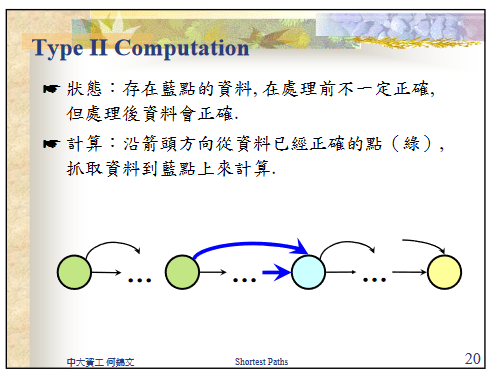 Type II Computation
狀態：存在藍點的資料, 在處理前不一定正確,
但處理後資料會正確.
計算：沿箭頭方向從資料已經正確的點（綠）,
抓取資料到藍點上來計算.
... ... ...
中大資工 何錦文 Shortest Paths 20